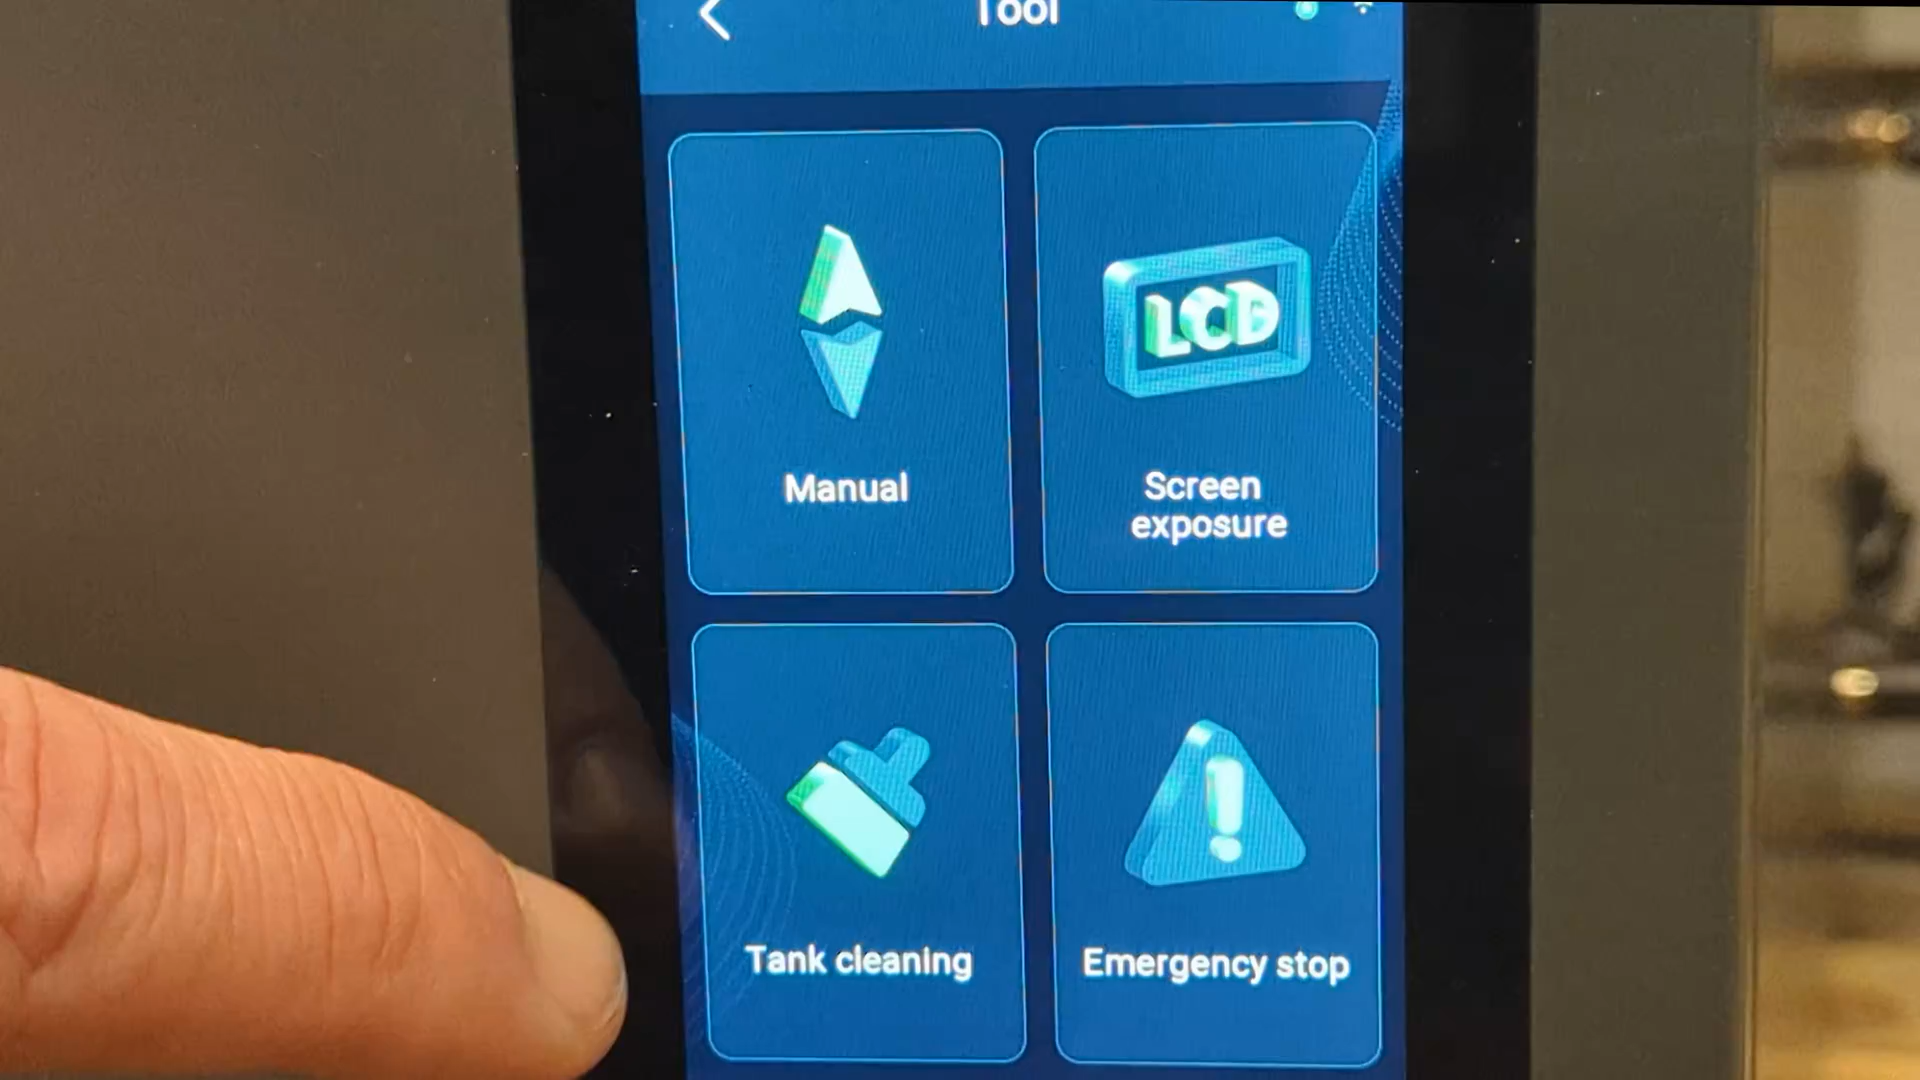 Tool
LCD
Manual
Screen
exposure
Tank cleaning
Emergency stop